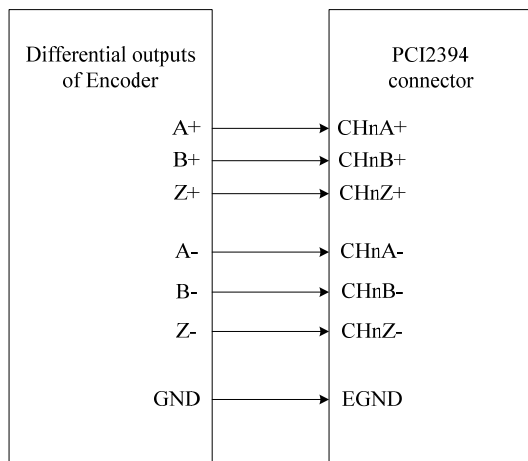 Differential outputs
of Encoder
PCI2394
connector
A+ CHnA+
B+ CHnB+
Z+ CHnZ+
A- CHnA-
B- CHnB-
Z- CHnZ-
GND EGND